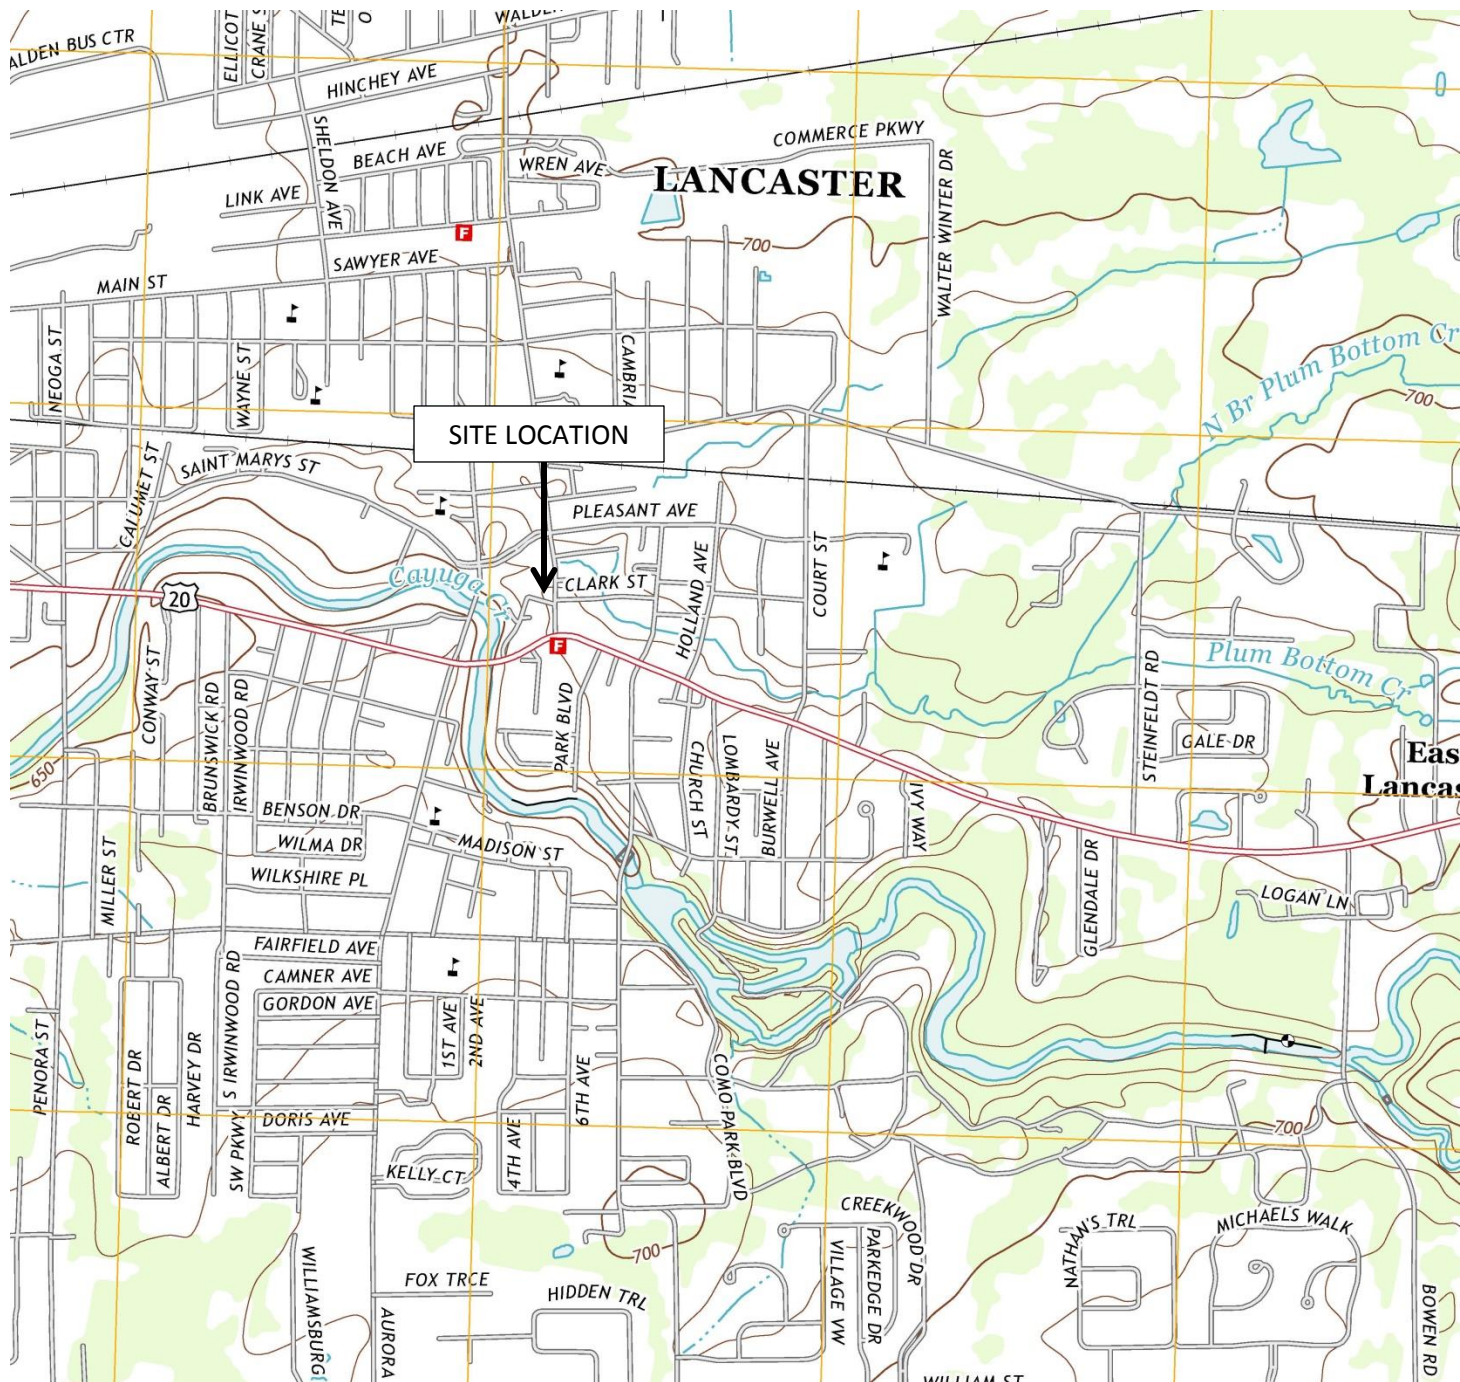 ALDEN BUS CTR
ELLICOT
CRANE S
TE
O
WALDEN
HINCHEY AVE
SHELDON AVE
BEACH AVE
WREN AVE
COMMERCE PKWY
LANCASTER
LINK AVE
WALTER WINTER DR
F
700
SAWYER AVE
MAIN ST
NEOGA ST
WAYNE ST
CAMBRIA
N Br Plum Bottom Cr
700
SITE LOCATION
SAINT MARYS ST
CALUMET ST
PLEASANT AVE
COURT ST
HOLLAND AVE
Cayuga Cr
CLARK ST
20
F
CONWAY ST
BRUNSWICK RD
IRWINWOOD RD
PARK BLVD
CHURCH ST
LOMBARDY ST
BURWELL AVE
STEINFELDT RD
Plum Bottom Cr
GALE DR
Eas
Lancas
650
IVY WAY
BENSON DR
WILMA DR
MADISON ST
WILKSHIRE PL
MILLER ST
GLENDALE DR
LOGAN LN
FAIRFIELD AVE
CAMNER AVE
GORDON AVE
S IRWINWOOD RD
1ST AVE
2ND AVE
PENORA ST
ROBERT DR
HARVEY DR
ALBERT DR
SW PKWY
DORIS AVE
6TH AVE
4TH AVE
COMO PARK BLVD
700
KELLY CT
CREEKWOOD DR
NATHAN'S TRL
MICHAELS WALK
700
VILLAGE VW
PARKEDGE DR
WILLIAMSBURG
FOX TRCE
HIDDEN TRL
AURORA
BOWEN RD
WILLIAM ST